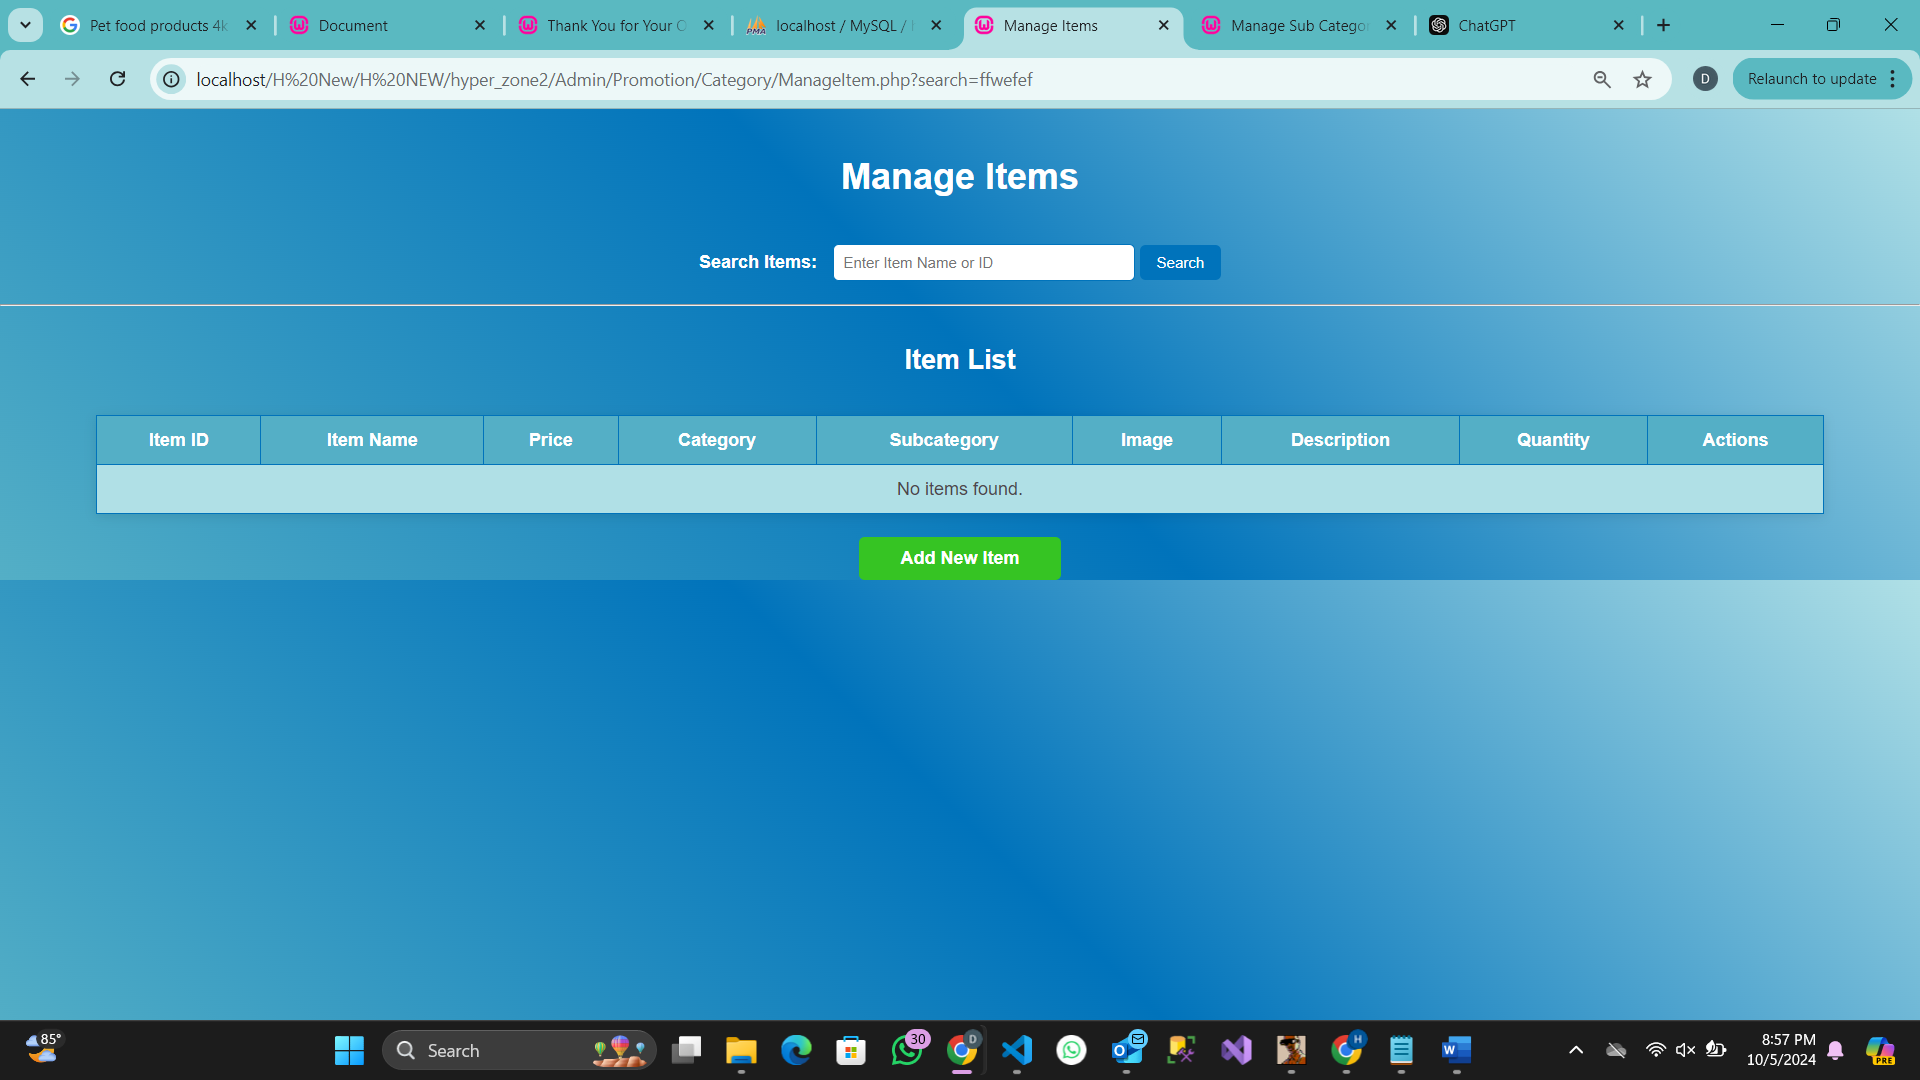 Pet food products 4k
Document
Thank You for Your O
localhost / MySQL /
Manage Items
Manage Sub Categor
ChatGPT
localhost/H%20New/H%20NEW/hyper_zone2/Admin/Promotion/Category/ManageItem.php?search=ffwefef
D
Relaunch to update
Manage Items
Search Items:
Enter Item Name or ID
Search
Item List
Item ID
Item Name
Price
Category
Subcategory
Image
Description
Quantity
Actions
No items found.
Add New Item
85°
Search
30
D
H
8:57 PM
10/5/2024
PRE